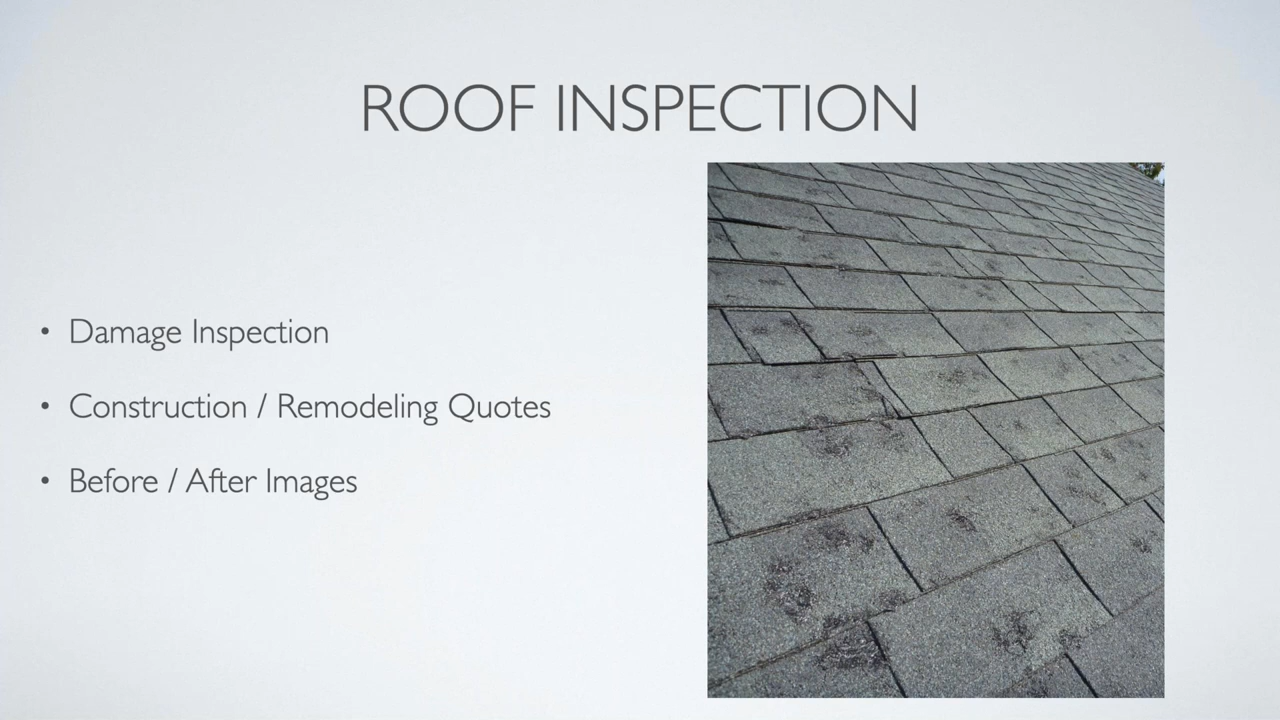 ROOF INSPECTION
• Damage Inspection
• Construction / Remodeling Quotes
• Before / After Images